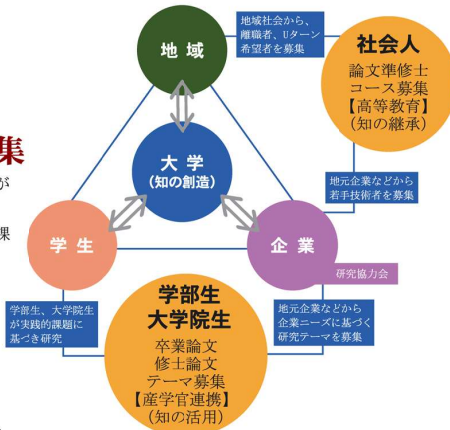 地域
地域社会から、
離職者、Uターン
希望者を募集
社会人
論文準修士
コース募集
【高等教育】
(知の継承)
集
が
課
大学
(知の創造)
地元企業などから
若手技術者を募集
学生
企業
研究協力会
学部生、大学院生
が実践的課題に
基づき研究
学部生
大学院生
卒業論文
修士論文
テーマ募集
【産学官連携】
(知の活用)
地元企業などから
企業ニーズに基づく
研究テーマを募集